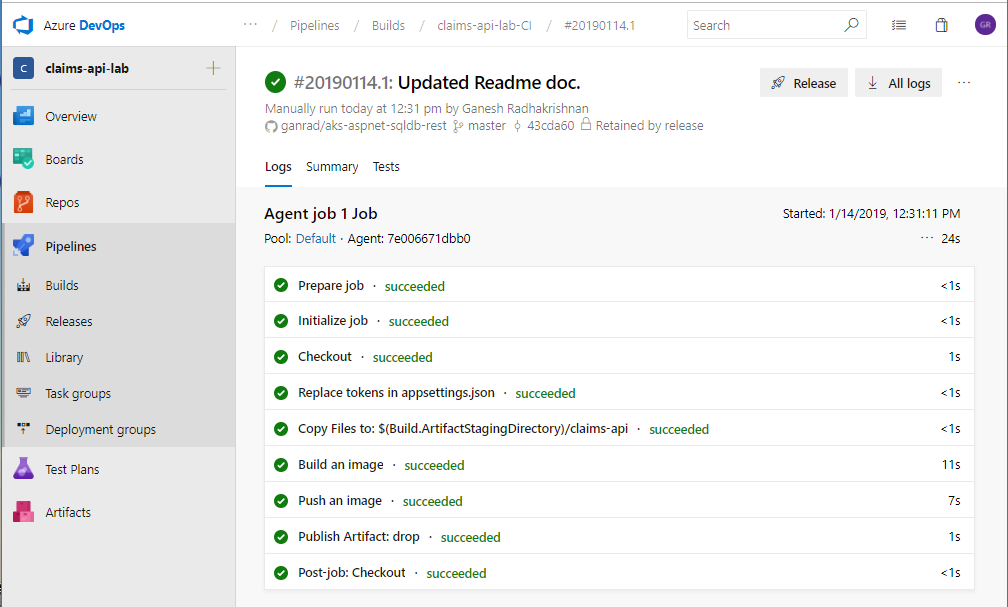 Azure DevOps
··· / Pipelines / Builds / claims-api-lab-CI / #20190114.1
Search
GR
C claims-api-lab +
Overview
Boards
Repos
Pipelines
Builds
Releases
Library
Task groups
Deployment groups
Test Plans
Artifacts
#20190114.1: Updated Readme doc.
Release
All logs
···
Manually run today at 12:31 pm by Ganesh Radhakrishnan
ganrad/aks-aspnet-sqldb-rest master 43cda60 Retained by release
Logs Summary Tests
Agent job 1 Job
Started: 1/14/2019, 12:31:11 PM
Pool: Default · Agent: 7e006671dbb0
··· 24s
Prepare job · succeeded <1s
Initialize job · succeeded <1s
Checkout · succeeded 1s
Replace tokens in appsettings.json · succeeded <1s
Copy Files to: $(Build.ArtifactStagingDirectory)/claims-api · succeeded <1s
Build an image · succeeded 11s
Push an image · succeeded 7s
Publish Artifact: drop · succeeded 1s
Post-job: Checkout · succeeded <1s